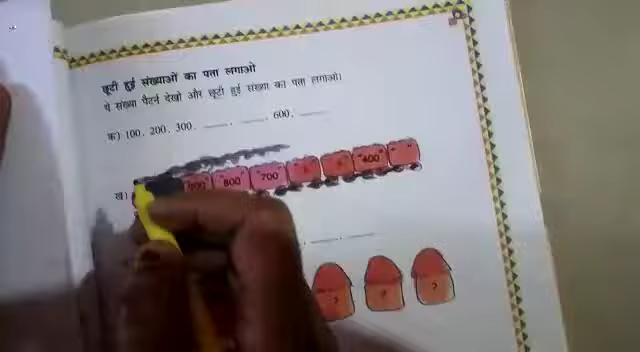 छूटी हुई संख्याओं का पता लगाओ
ये संख्या पैटर्न देखो और छूटी हुई संख्या का पता लगाओ।
क) 100, 200, 300, ____, ____, 600, ____
ख) 900 800 700 400
? ? ?